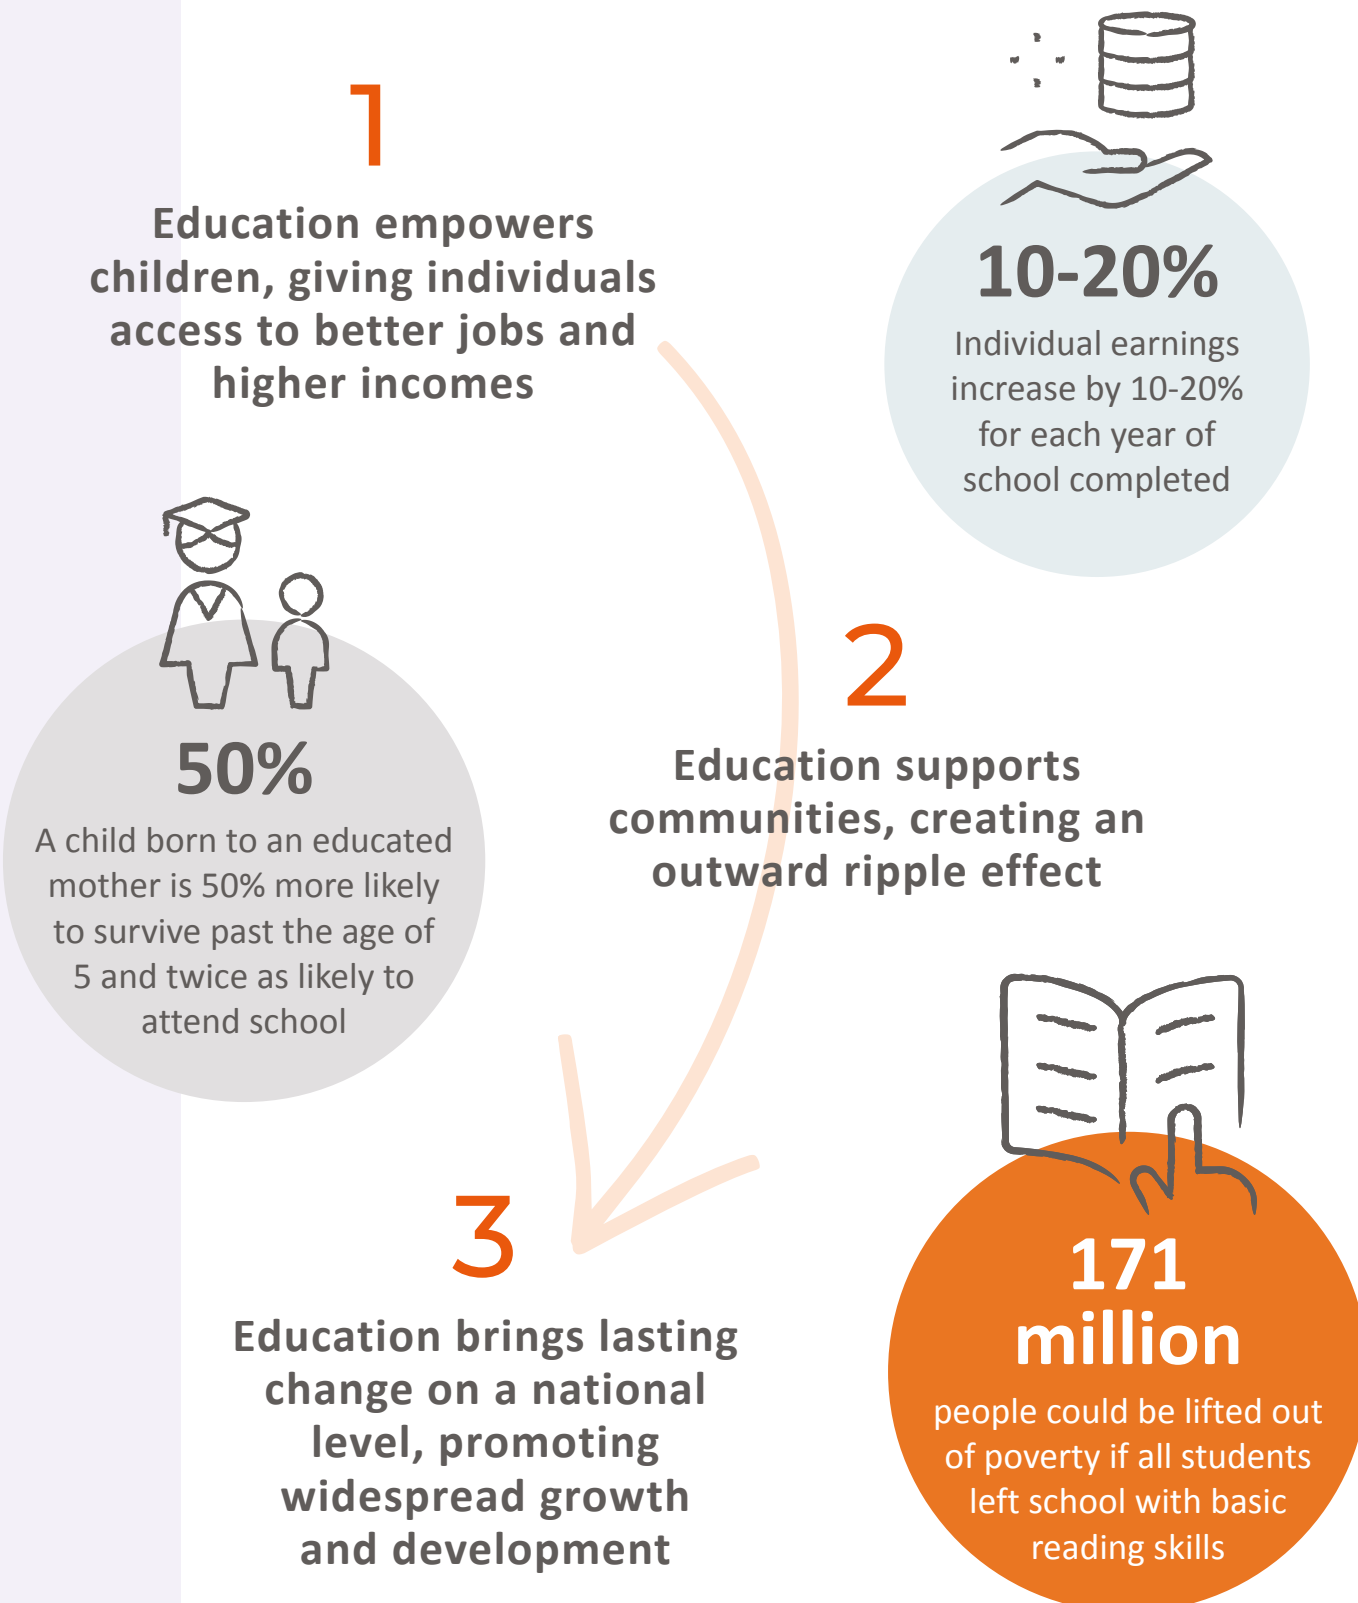 1
Education empowers
children, giving individuals
access to better jobs and
higher incomes
10-20%
Individual earnings
increase by 10-20%
for each year of
school completed
50%
A child born to an educated
mother is 50% more likely
to survive past the age of
5 and twice as likely to
attend school
2
Education supports
communities, creating an
outward ripple effect
3
Education brings lasting
change on a national
level, promoting
widespread growth
and development
171
million
people could be lifted out
of poverty if all students
left school with basic
reading skills